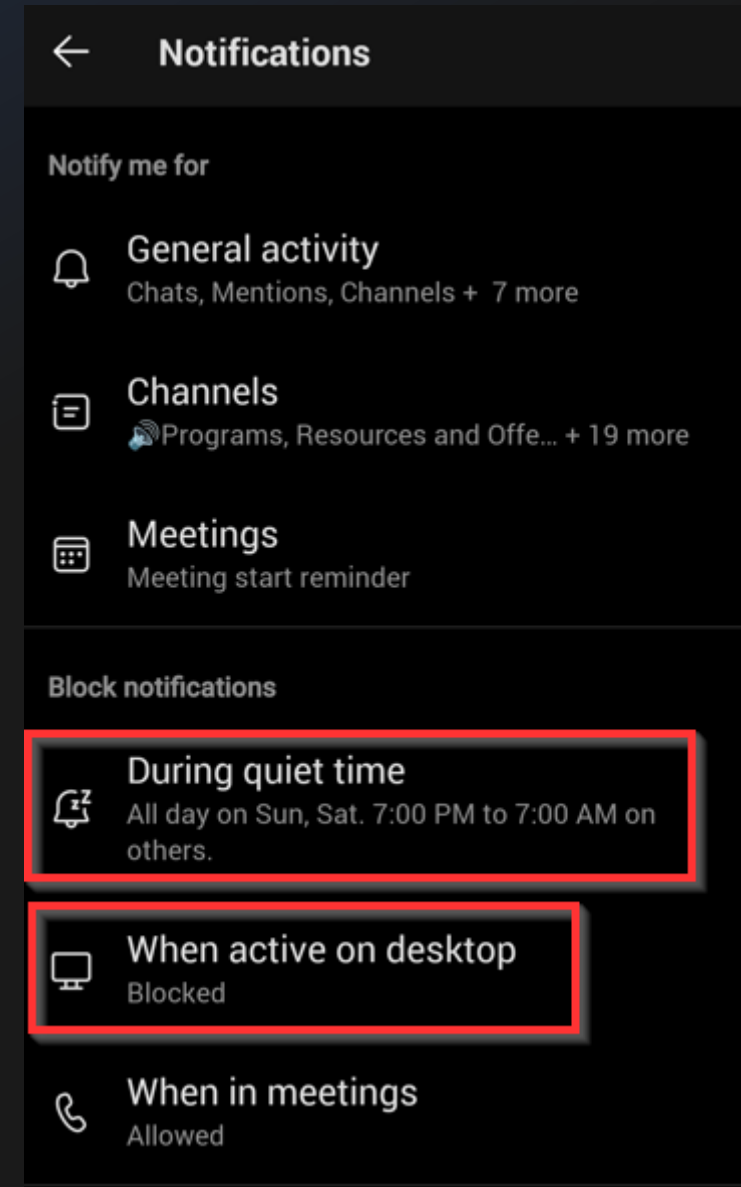 Notifications
Notify me for
General activity
Chats, Mentions, Channels + 7 more
Channels
🔊Programs, Resources and Offe... + 19 more
Meetings
Meeting start reminder
Block notifications
During quiet time
All day on Sun, Sat. 7:00 PM to 7:00 AM on
others.
When active on desktop
Blocked
When in meetings
Allowed